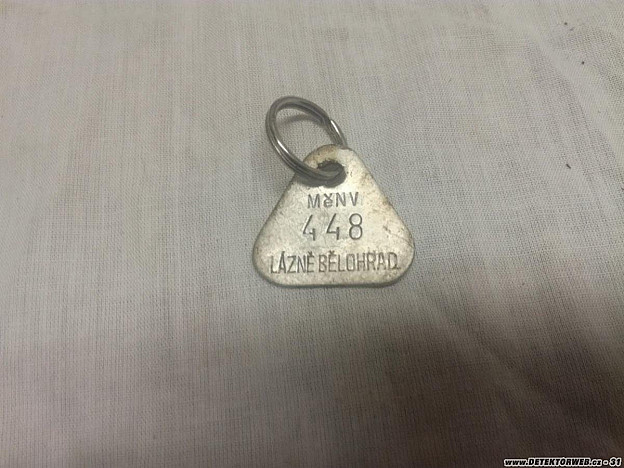 MěNV
448
LÁZNĚ BĚLOHRAD
www.DETEKTORWEB.cz - 31